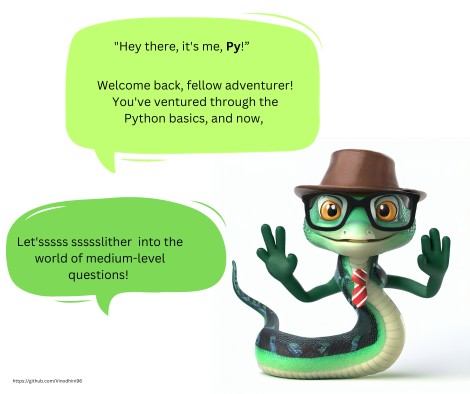 "Hey there, it's me, Py!”
Welcome back, fellow adventurer!
You've ventured through the
Python basics, and now,
Let'sssss ssssslither  into the
world of medium-level
questions!
https://github.com/Vinodhini96